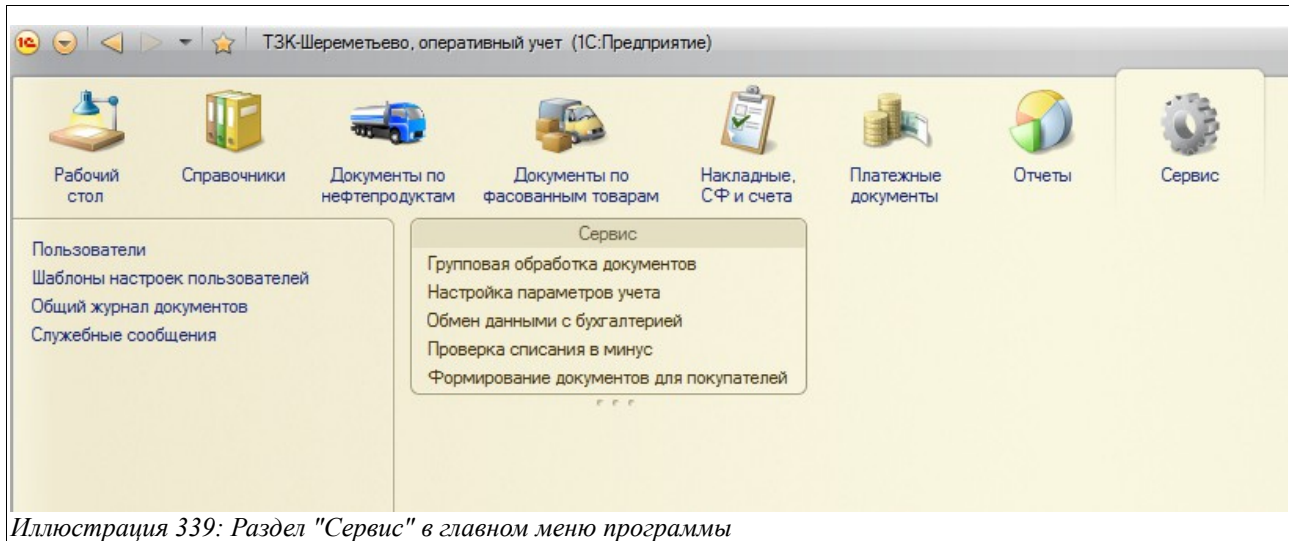 ТЗК-Шереметьево, оперативный учет (1С:Предприятие)
Рабочий
стол
Справочники
Документы по
нефтепродуктам
Документы по
фасованным товарам
Накладные,
СФ и счета
Платежные
документы
Отчеты
Сервис
Пользователи
Шаблоны настроек пользователей
Общий журнал документов
Служебные сообщения
Сервис
Групповая обработка документов
Настройка параметров учета
Обмен данными с бухгалтерией
Проверка списания в минус
Формирование документов для покупателей
Иллюстрация 339: Раздел "Сервис" в главном меню программы